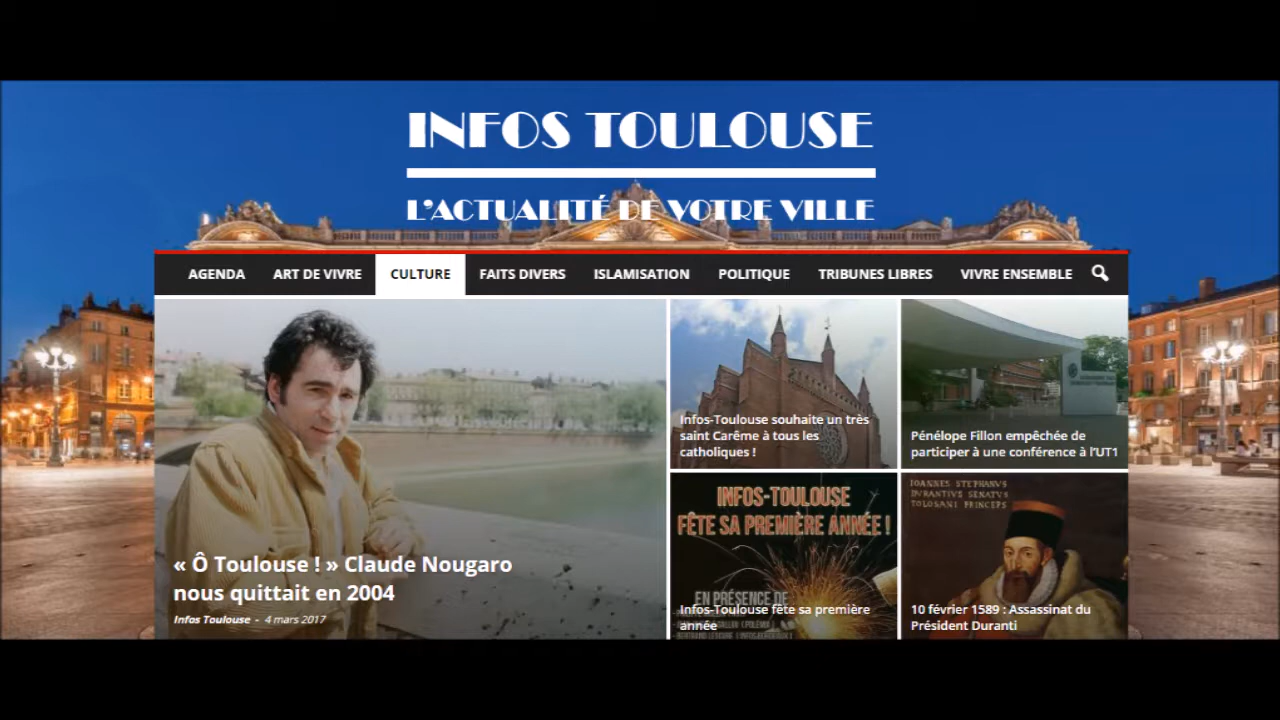 INFOS TOULOUSE
L'ACTUALITÉ DE VOTRE VILLE
AGENDA ART DE VIVRE CULTURE FAITS DIVERS ISLAMISATION POLITIQUE TRIBUNES LIBRES VIVRE ENSEMBLE
« Ô Toulouse ! » Claude Nougaro
nous quittait en 2004
Infos Toulouse - 4 mars 2017
Infos-Toulouse souhaite un très
saint Carême à tous les
catholiques !
Pénélope Fillon empêchée de
participer à une conférence à l'UT1
INFOS-TOULOUSE
FÊTE SA PREMIÈRE ANNÉE !
EN PRÉSENCE DE
Infos-Toulouse fête sa première
année
IOANNES STEPHANVS
DVRANTIVS SENATVS
TOLOSANI PRINCEPS
10 février 1589 : Assassinat du
Président Duranti